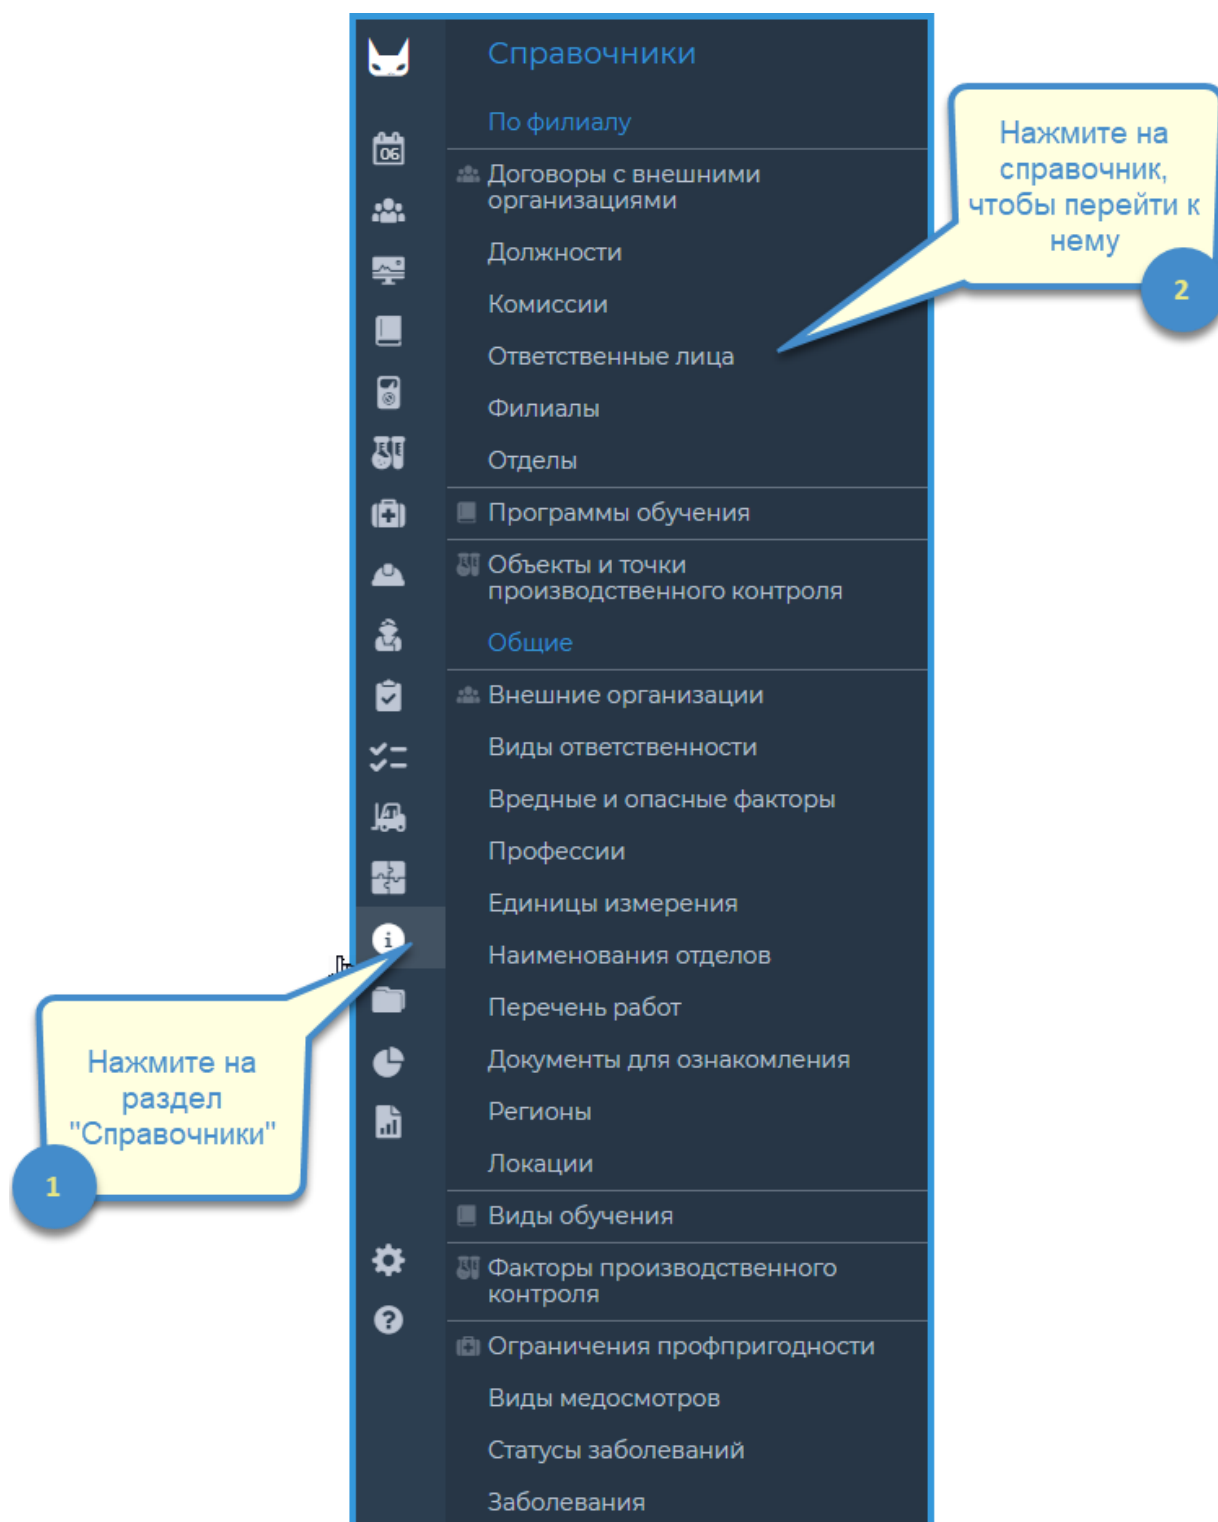 Справочники
По филиалу
Договоры с внешними
организациями
Должности
Комиссии
Ответственные лица
Филиалы
Отделы
Программы обучения
Объекты и точки
производственного контроля
Общие
Внешние организации
Виды ответственности
Вредные и опасные факторы
Профессии
Единицы измерения
Наименования отделов
Перечень работ
Документы для ознакомления
Регионы
Локации
Виды обучения
Факторы производственного
контроля
Ограничения профпригодности
Виды медосмотров
Статусы заболеваний
Заболевания
06
Нажмите на
раздел
"Справочники"
1
Нажмите на
справочник,
чтобы перейти к
нему
2